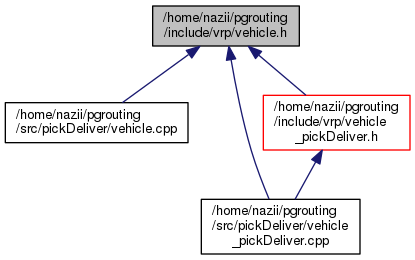 /home/nazii/pgrouting
/include/vrp/vehicle.h
/home/nazii/pgrouting
/src/pickDeliver/vehicle.cpp
/home/nazii/pgrouting
/include/vrp/vehicle
_pickDeliver.h
/home/nazii/pgrouting
/src/pickDeliver/vehicle
_pickDeliver.cpp